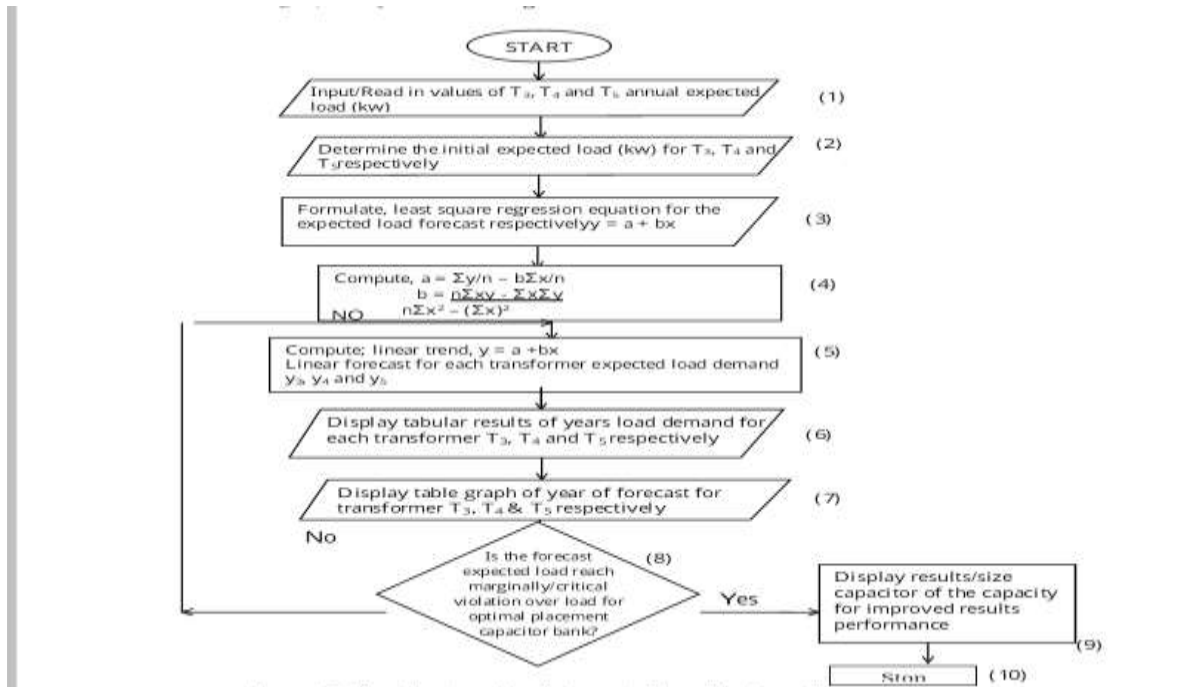 START
Input/Read in values of T₃, T₄ and T₅ annual expected
load (kw)
(1)
Determine the initial expected load (kw) for T₃, T₄ and
T₅respectively
(2)
Formulate, least square regression equation for the
expected load forecast respectivelyy = a + bx
(3)
Compute, a = Σy/n – bΣx/n
b = nΣxy - ΣxΣy
nΣx² – (Σx)²
(4)
NO
Compute; linear trend, y = a +bx
Linear forecast for each transformer expected load demand
y₃, y₄ and y₅
(5)
Display tabular results of years load demand for
each transformer T₃, T₄ and T₅ respectively
(6)
Display table graph of year of forecast for
transformer T₃, T₄ & T₅ respectively
(7)
No
Is the forecast
expected load reach
marginally/critical
violation over load for
optimal placement
capacitor bank?
(8)
Yes
Display results/size
capacitor of the capacity
for improved results
performance
(9)
Stop
(10)